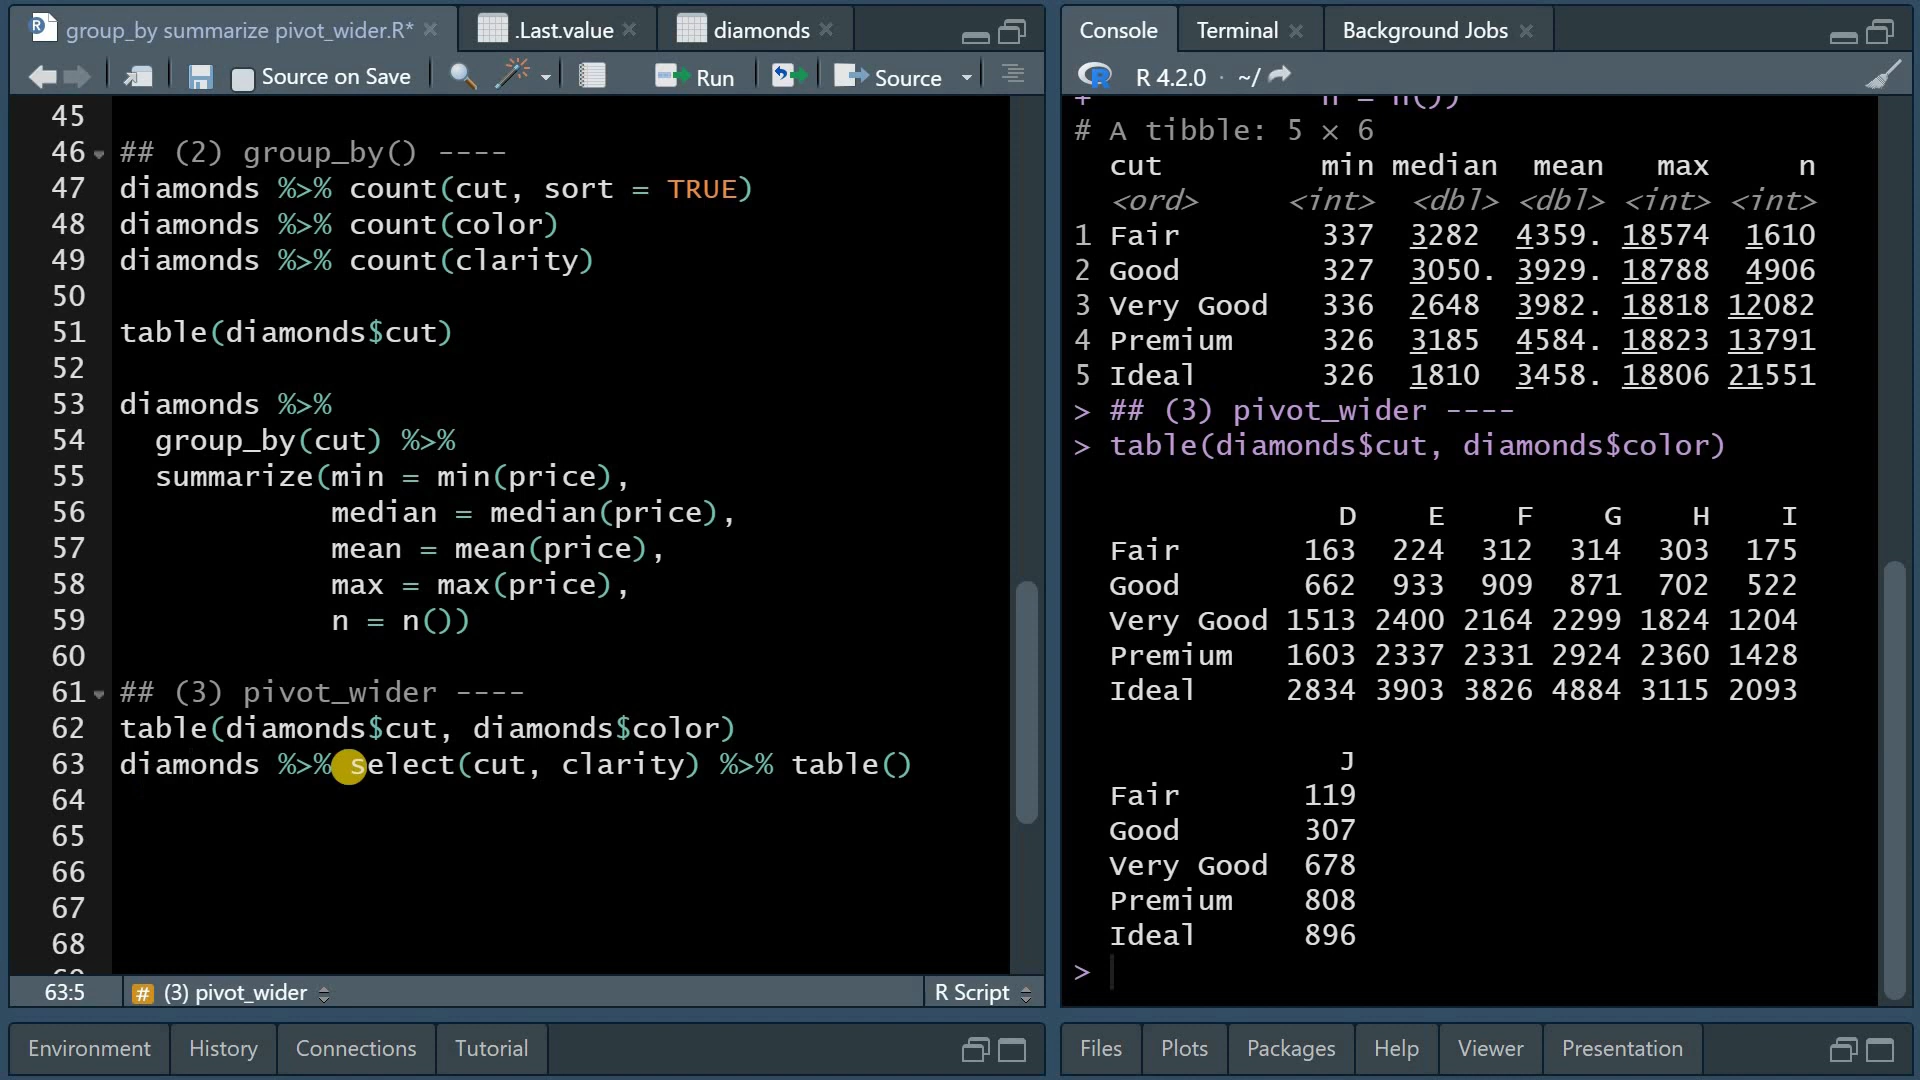 group_by summarize pivot_wider.R*
.Last.value
diamonds
Source on Save
Run
Source
45
46 ## (2) group_by() ----
47 diamonds %>% count(cut, sort = TRUE)
48 diamonds %>% count(color)
49 diamonds %>% count(clarity)
50
51 table(diamonds$cut)
52
53 diamonds %>%
54 group_by(cut) %>%
55 summarize(min = min(price),
56 median = median(price),
57 mean = mean(price),
58 max = max(price),
59 n = n())
60
61 ## (3) pivot_wider ----
62 table(diamonds$cut, diamonds$color)
63 diamonds %>% select(cut, clarity) %>% table()
64
65
66
67
68
63:5
# (3) pivot_wider
R Script
Environment
History
Connections
Tutorial
Console
Terminal
Background Jobs
R 4.2.0 · ~/
+ n = n())
# A tibble: 5 × 6
cut min median mean max n
<ord> <int> <dbl> <dbl> <int> <int>
1 Fair 337 3282 4359. 18574 1610
2 Good 327 3050. 3929. 18788 4906
3 Very Good 336 2648 3982. 18818 12082
4 Premium 326 3185 4584. 18823 13791
5 Ideal 326 1810 3458. 18806 21551
> ## (3) pivot_wider ----
> table(diamonds$cut, diamonds$color)
D E F G H I
Fair 163 224 312 314 303 175
Good 662 933 909 871 702 522
Very Good 1513 2400 2164 2299 1824 1204
Premium 1603 2337 2331 2924 2360 1428
Ideal 2834 3903 3826 4884 3115 2093
J
Fair 119
Good 307
Very Good 678
Premium 808
Ideal 896
>
Files
Plots
Packages
Help
Viewer
Presentation